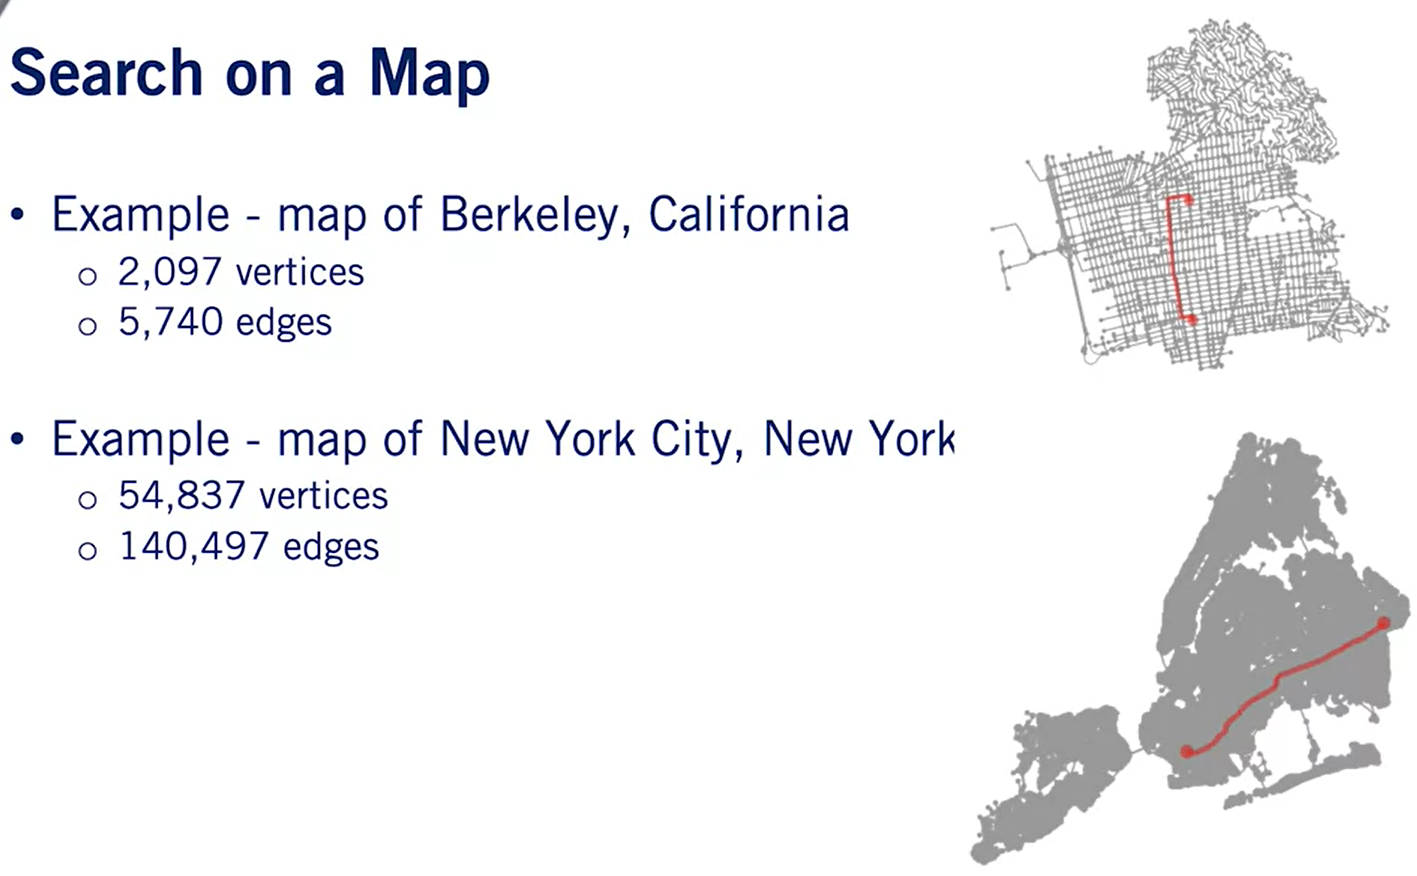 Search on a Map
• Example - map of Berkeley, California
o 2,097 vertices
o 5,740 edges
• Example - map of New York City, New York
o 54,837 vertices
o 140,497 edges